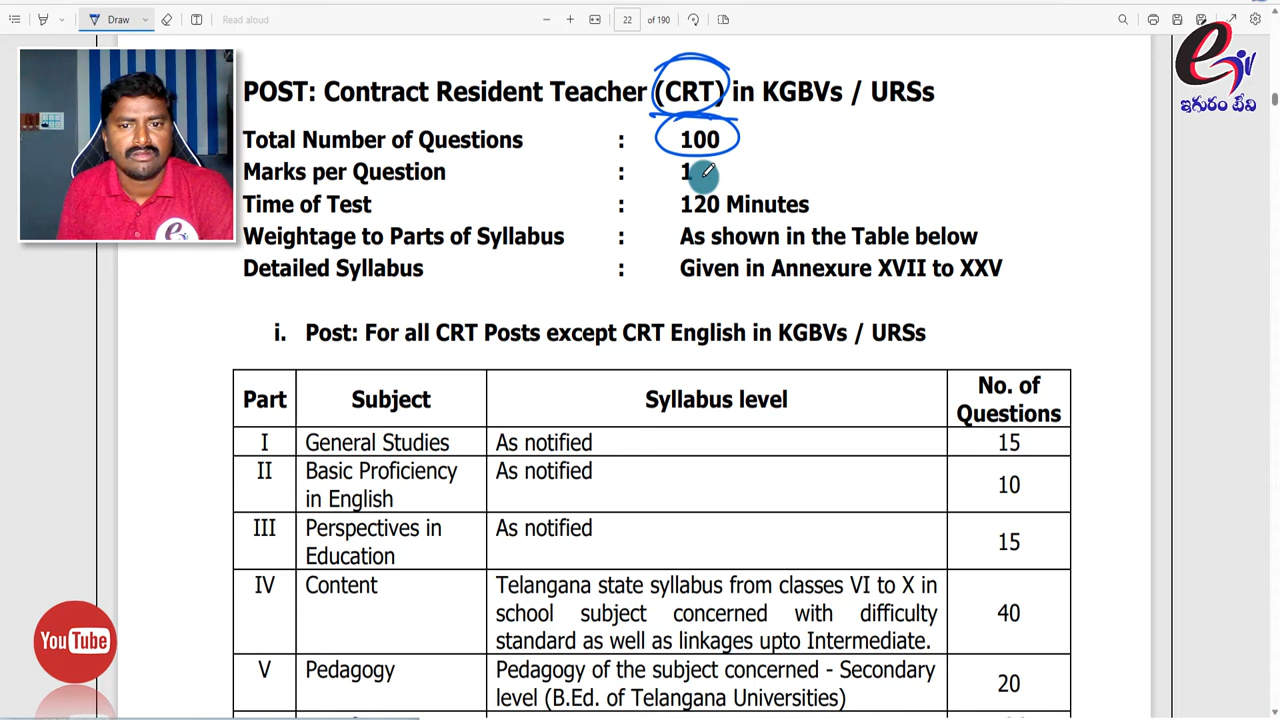 Draw
Read aloud
22 of 190
POST: Contract Resident Teacher (CRT) in KGBVs / URSs
Total Number of Questions : 100
Marks per Question : 1
Time of Test : 120 Minutes
Weightage to Parts of Syllabus : As shown in the Table below
Detailed Syllabus : Given in Annexure XVII to XXV
i. Post: For all CRT Posts except CRT English in KGBVs / URSs
Part Subject Syllabus level No. of Questions
I General Studies As notified 15
II Basic Proficiency in English As notified 10
III Perspectives in Education As notified 15
IV Content Telangana state syllabus from classes VI to X in
school subject concerned with difficulty
standard as well as linkages upto Intermediate. 40
V Pedagogy Pedagogy of the subject concerned - Secondary
level (B.Ed. of Telangana Universities) 20
ఇగురం టీవి
YouTube